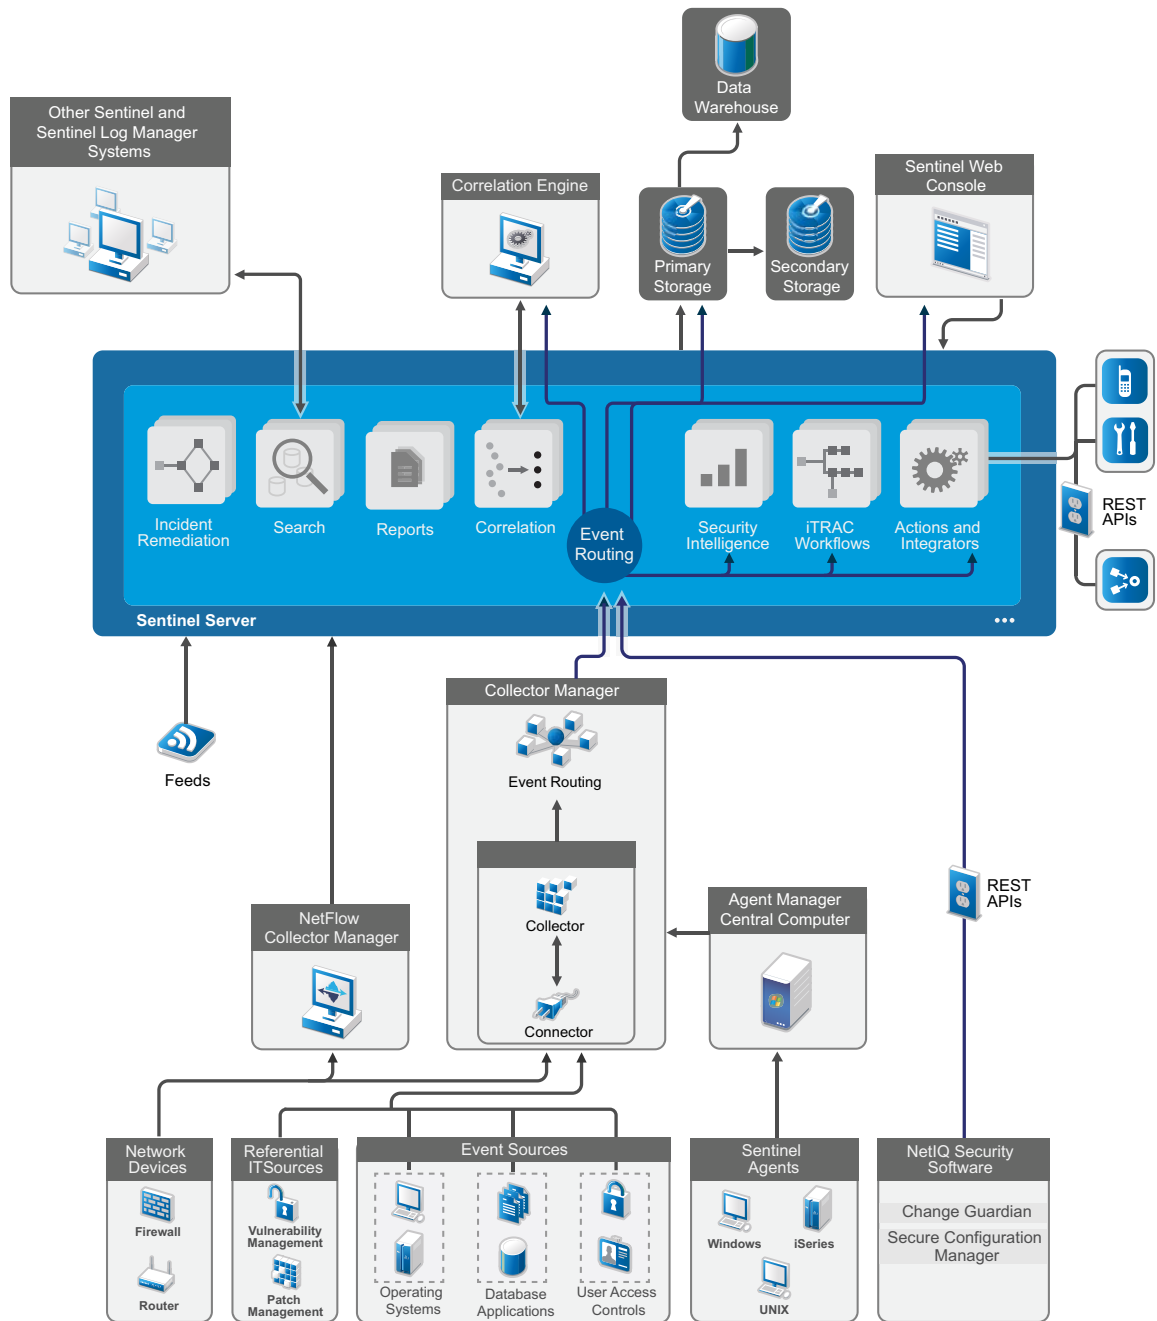 Data
Warehouse
Other Sentinel and
Sentinel Log Manager
Systems
Correlation Engine
Sentinel Web
Console
Primary
Storage
Secondary
Storage
Incident
Remediation
Search
Reports
Correlation
Event
Routing
Security
Intelligence
iTRAC
Workflows
Actions and
Integrators
REST
APIs
Sentinel Server
Collector Manager
Feeds
Event Routing
REST
APIs
NetFlow
Collector Manager
Collector
Agent Manager
Central Computer
Connector
Network
Devices
Referential
ITSources
Event Sources
Sentinel
Agents
NetIQ Security
Software
Firewall
Router
Vulnerability
Management
Patch
Management
Operating
Systems
Database
Applications
User Access
Controls
Windows
iSeries
UNIX
Change Guardian
Secure Configuration
Manager